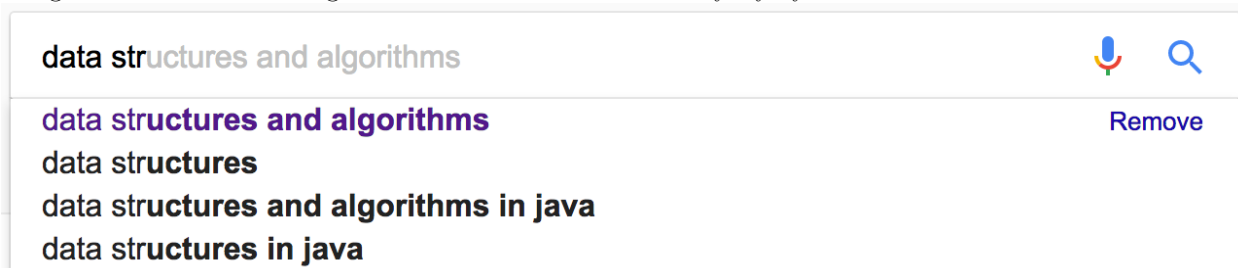 data structures and algorithms
data structures and algorithms
Remove
data structures
data structures and algorithms in java
data structures in java